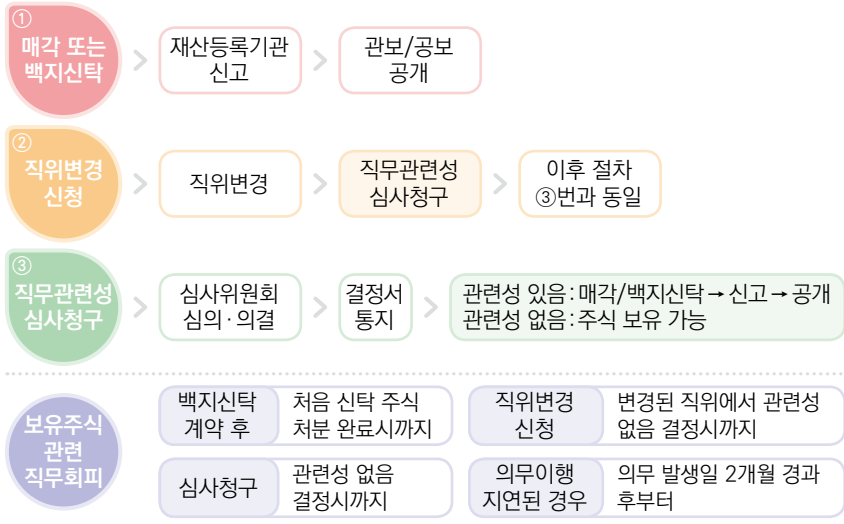 ①
매각 또는
백지신탁
재산등록기관
신고
관보/공보
공개
②
직위변경
신청
직위변경
직무관련성
심사청구
이후 절차
③번과 동일
③
직무관련성
심사청구
심사위원회
심의·의결
결정서
통지
관련성 있음:매각/백지신탁→신고→공개
관련성 없음:주식 보유 가능
보유주식
관련
직무회피
백지신탁
계약 후
처음 신탁 주식
처분 완료시까지
직위변경
신청
변경된 직위에서 관련성
없음 결정시까지
심사청구
관련성 없음
결정시까지
의무이행
지연된 경우
의무 발생일 2개월 경과
후부터